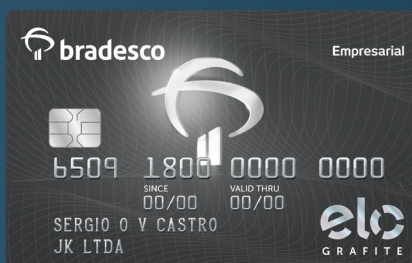 bradesco
Empresarial
6509 1800 0000 0000
SINCE VALID THRU
00/00 00/00
SERGIO O V CASTRO
JK LTDA
elo
GRAFITE